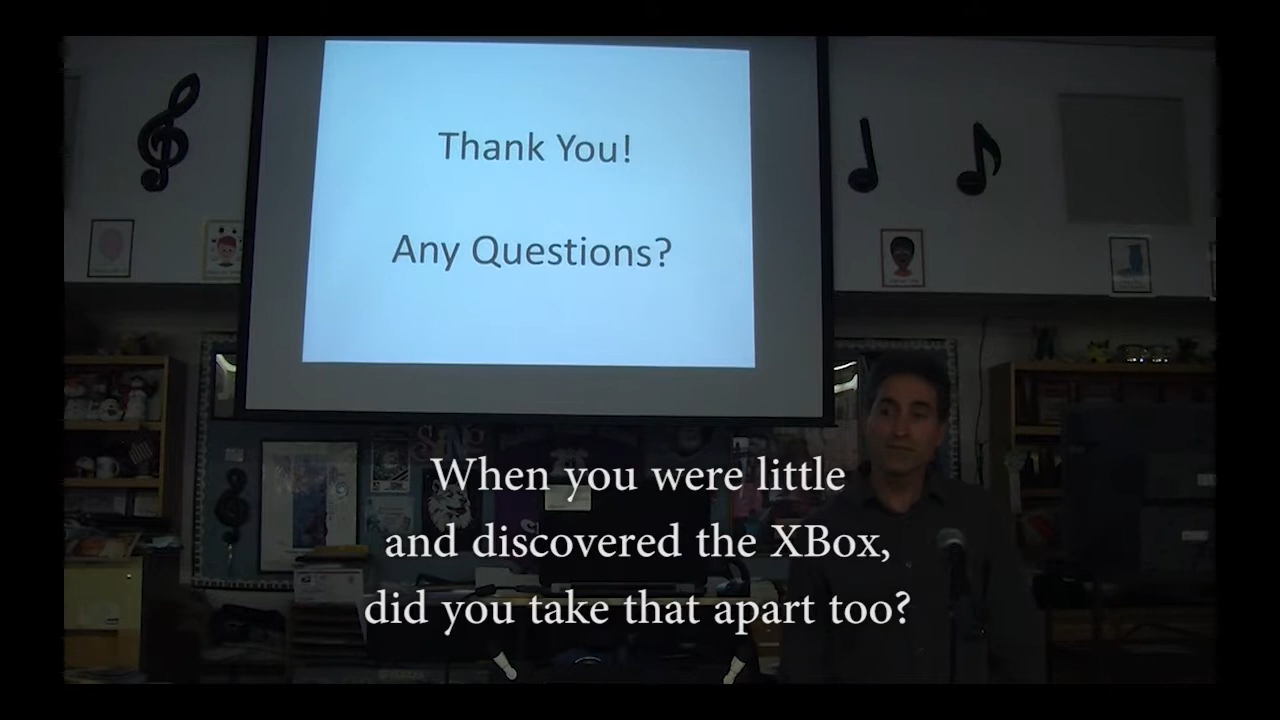 Thank You!
Any Questions?
When you were little
and discovered the XBox,
did you take that apart too?